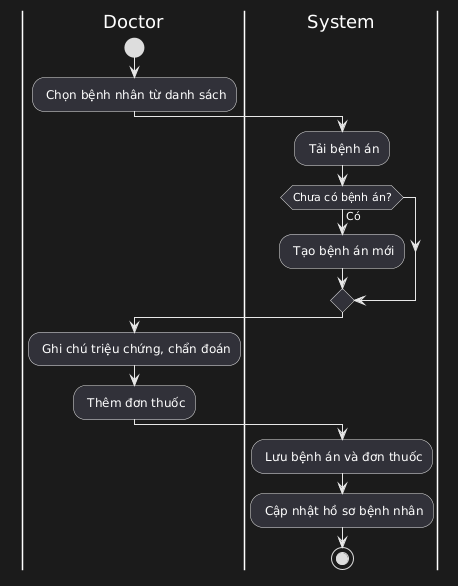 Doctor
System
Chọn bệnh nhân từ danh sách
Tải bệnh án
Chưa có bệnh án?
Có
Tạo bệnh án mới
Ghi chú triệu chứng, chẩn đoán
Thêm đơn thuốc
Lưu bệnh án và đơn thuốc
Cập nhật hồ sơ bệnh nhân